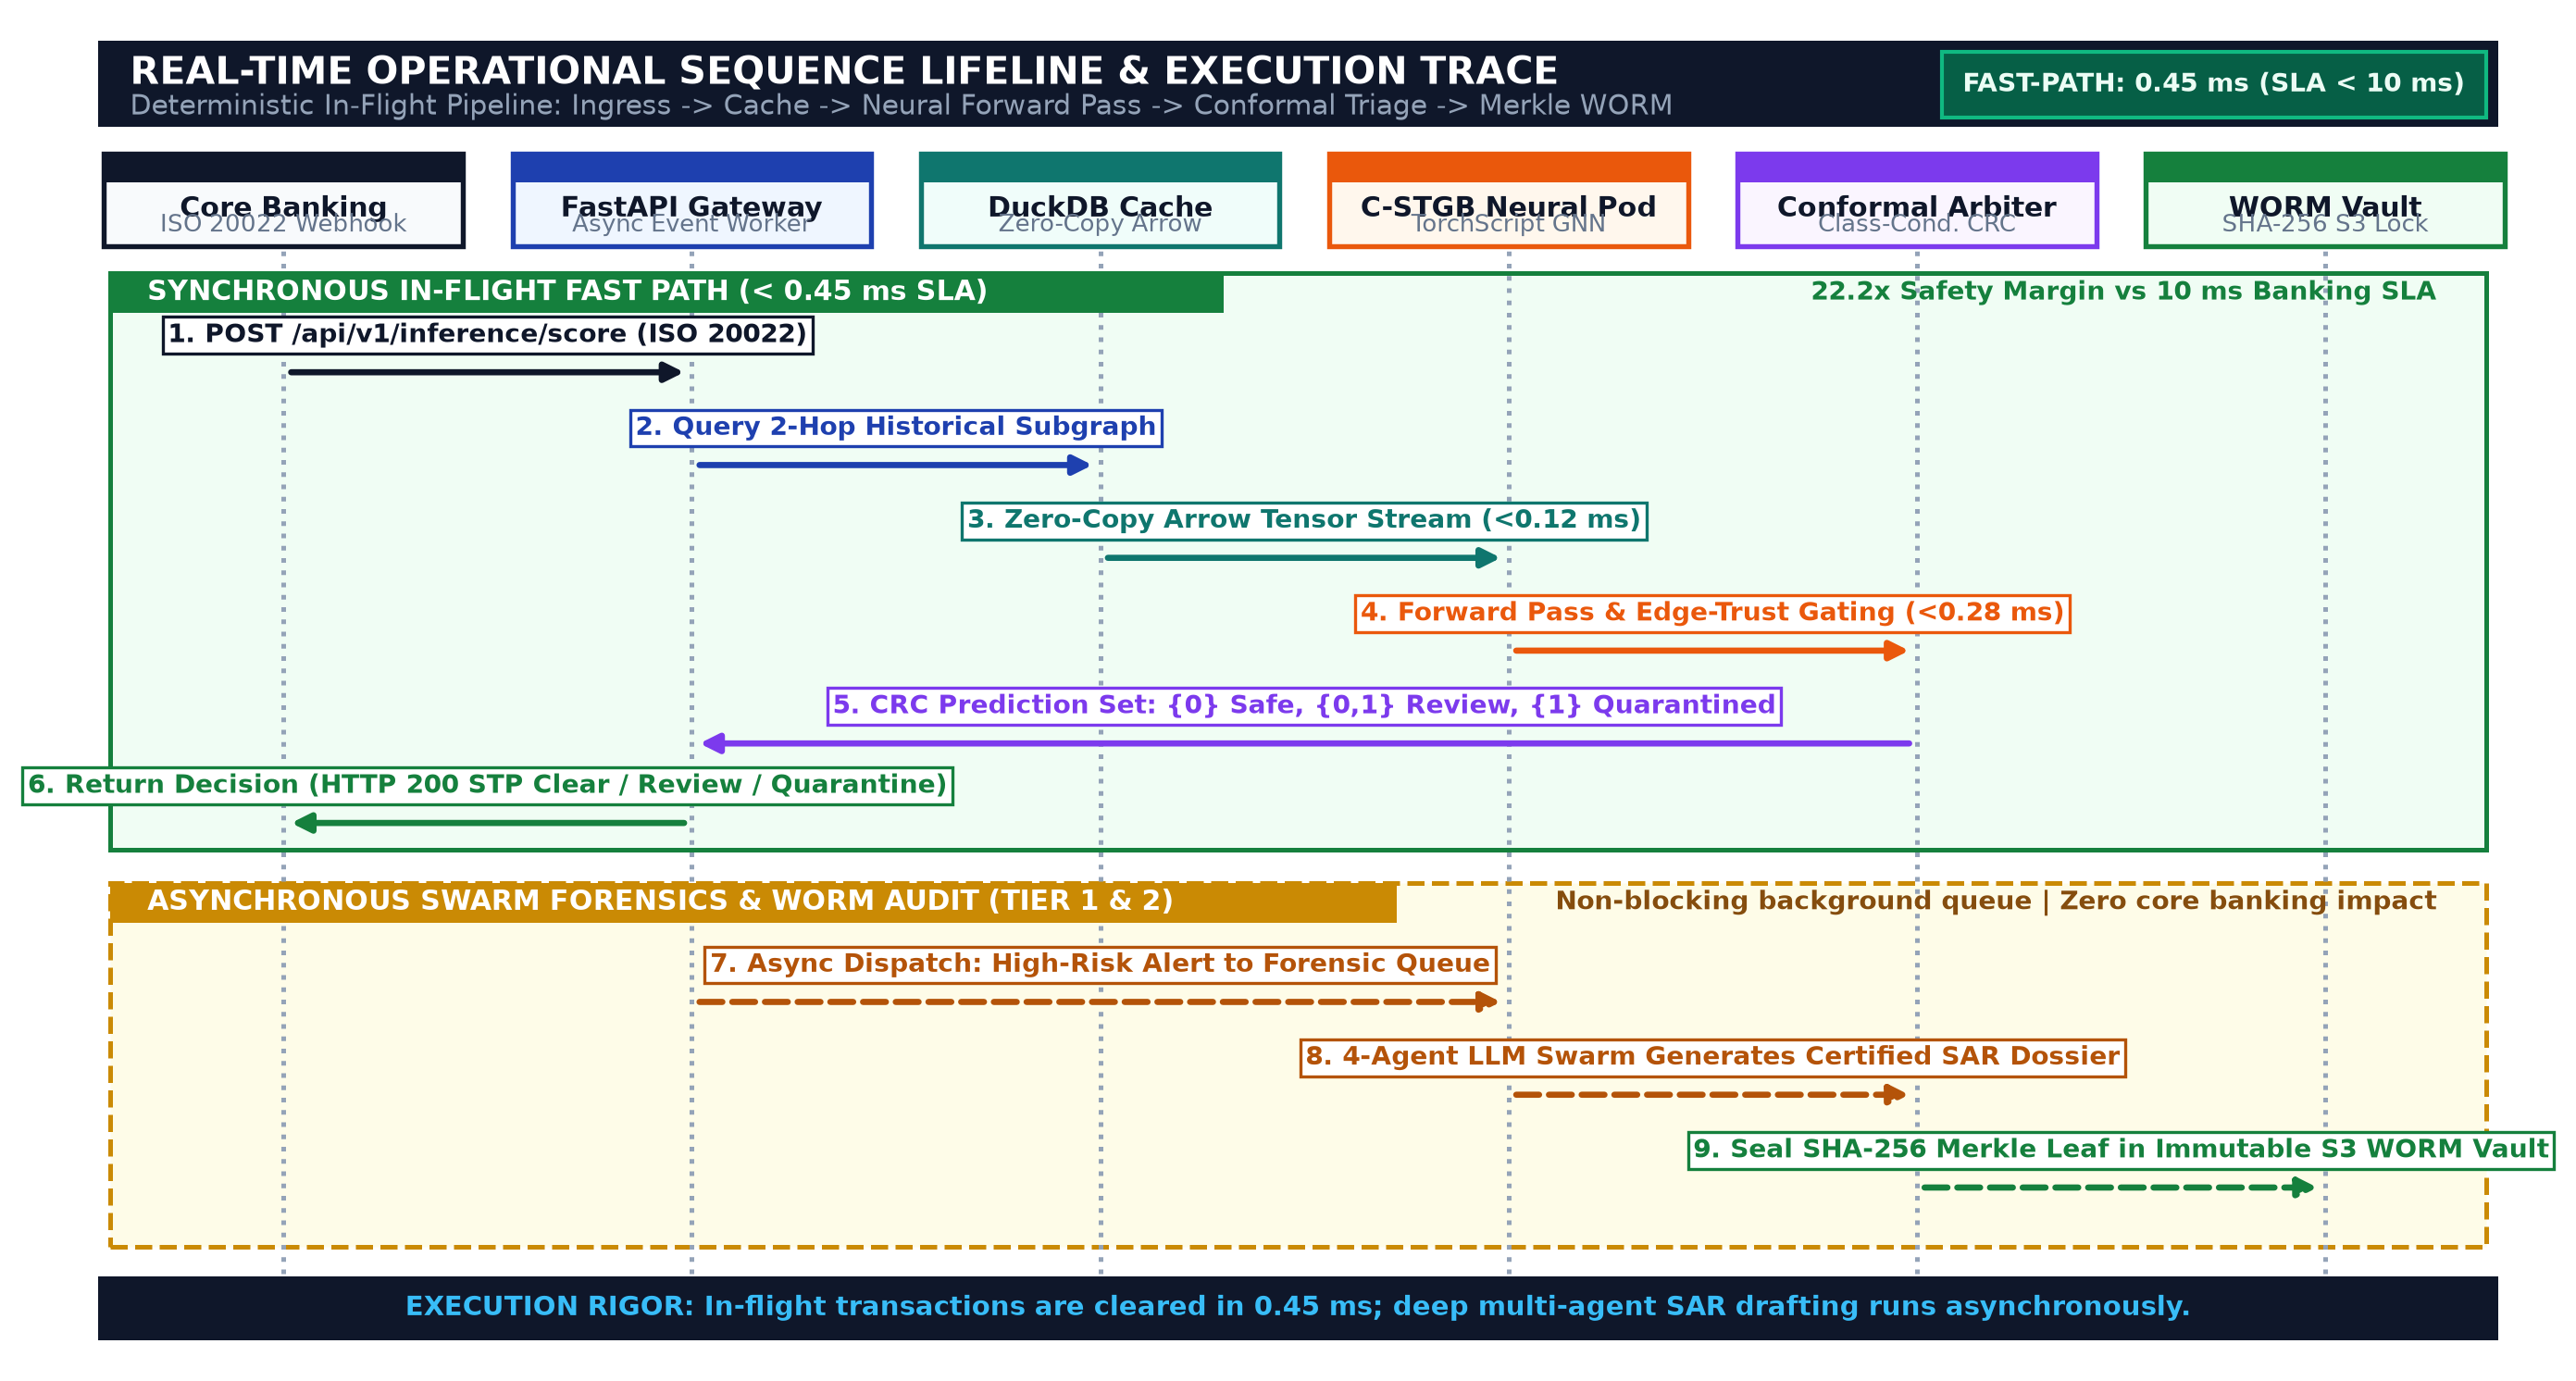 REAL-TIME OPERATIONAL SEQUENCE LIFELINE & EXECUTION TRACE
Deterministic In-Flight Pipeline: Ingress -> Cache -> Neural Forward Pass -> Conformal Triage -> Merkle WORM
FAST-PATH: 0.45 ms (SLA < 10 ms)
Core Banking
ISO 20022 Webhook
FastAPI Gateway
Async Event Worker
DuckDB Cache
Zero-Copy Arrow
C-STGB Neural Pod
TorchScript GNN
Conformal Arbiter
Class-Cond. CRC
WORM Vault
SHA-256 S3 Lock
SYNCHRONOUS IN-FLIGHT FAST PATH (< 0.45 ms SLA)
22.2x Safety Margin vs 10 ms Banking SLA
1. POST /api/v1/inference/score (ISO 20022)
2. Query 2-Hop Historical Subgraph
3. Zero-Copy Arrow Tensor Stream (<0.12 ms)
4. Forward Pass & Edge-Trust Gating (<0.28 ms)
5. CRC Prediction Set: {0} Safe, {0,1} Review, {1} Quarantined
6. Return Decision (HTTP 200 STP Clear / Review / Quarantine)
ASYNCHRONOUS SWARM FORENSICS & WORM AUDIT (TIER 1 & 2)
Non-blocking background queue | Zero core banking impact
7. Async Dispatch: High-Risk Alert to Forensic Queue
8. 4-Agent LLM Swarm Generates Certified SAR Dossier
9. Seal SHA-256 Merkle Leaf in Immutable S3 WORM Vault
EXECUTION RIGOR: In-flight transactions are cleared in 0.45 ms; deep multi-agent SAR drafting runs asynchronously.